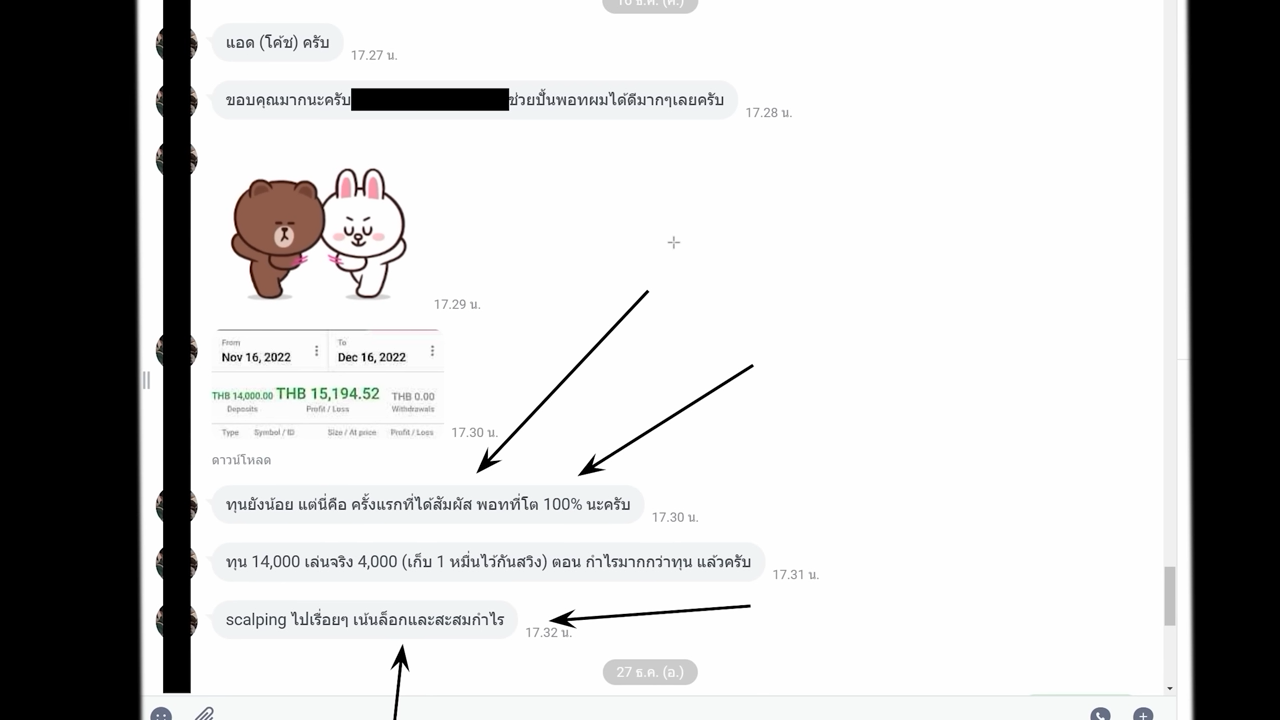 แอด (โค้ช) ครับ
17.27 น.
ขอบคุณมากนะครับ ช่วยปั้นพอทผมได้ดีมากๆเลยครับ
17.28 น.
17.29 น.
From To
Nov 16, 2022 Dec 16, 2022
THB 14,000.00 THB 15,194.52 THB 0.00
Deposits Profit / Loss Withdrawals
Type Symbol / ID Size / At price Profit / Loss
17.30 น.
ดาวน์โหลด
ทุนยังน้อย แต่นี่คือ ครั้งแรกที่ได้สัมผัส พอทที่โต 100% นะครับ
17.30 น.
ทุน 14,000 เล่นจริง 4,000 (เก็บ 1 หมื่นไว้กันสวิง) ตอน กำไรมากกว่าทุน แล้วครับ
17.31 น.
scalping ไปเรื่อยๆ เน้นล็อกและสะสมกำไร
17.32 น.
27 ธ.ค. (อ.)